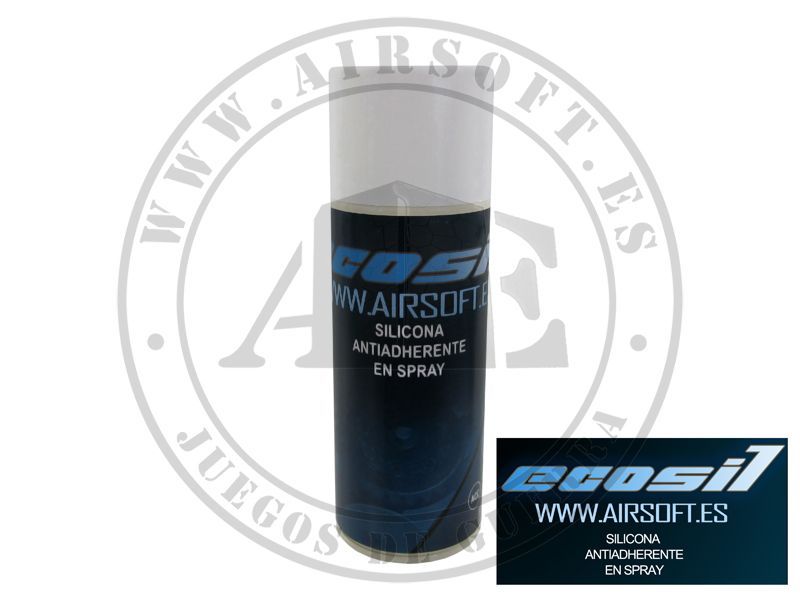 WWW.AIRSOFT.ES
AE
JUEGOS DE GUERRA
ecosil
WWW.AIRSOFT.E
SILICONA
ANTIADHERENTE
EN SPRAY
ecosil
WWW.AIRSOFT.ES
SILICONA
ANTIADHERENTE
EN SPRAY